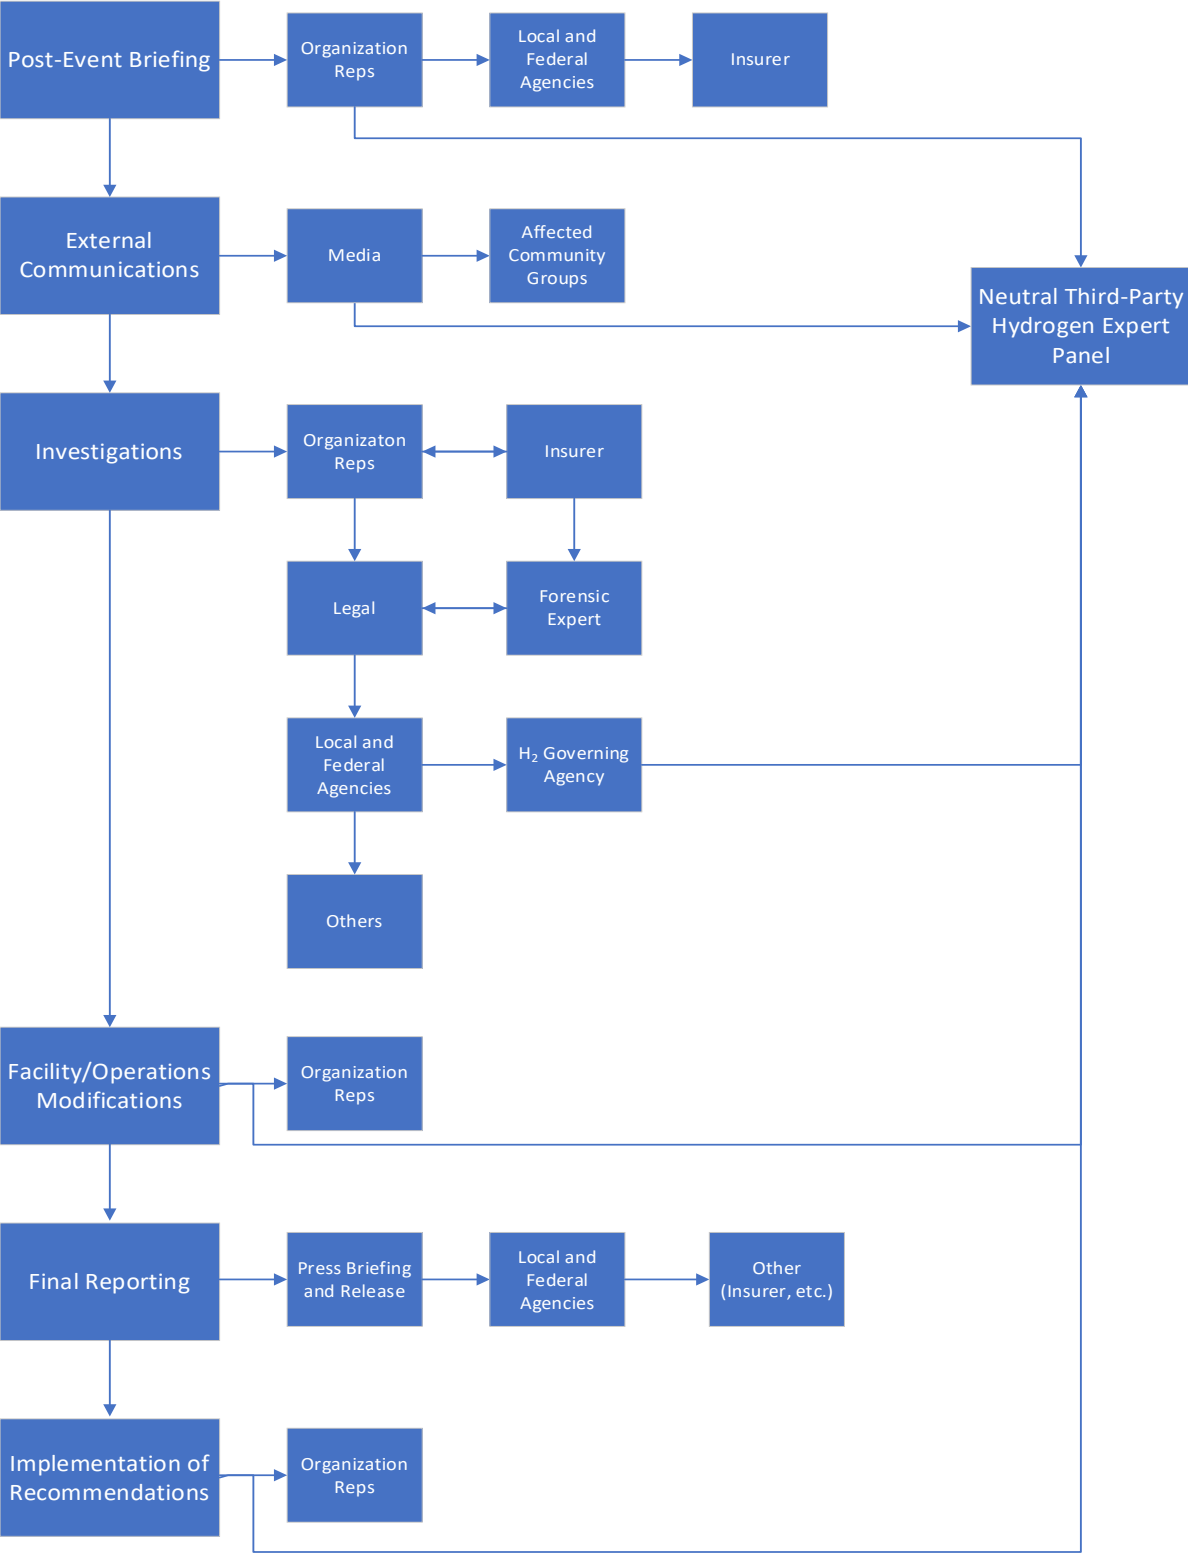 Post-Event Briefing
Organization
Reps
Local and
Federal
Agencies
Insurer
External
Communications
Media
Affected
Community
Groups
Neutral Third-Party
Hydrogen Expert
Panel
Investigations
Organizaton
Reps
Insurer
Legal
Forensic
Expert
Local and
Federal
Agencies
H₂ Governing
Agency
Others
Facility/Operations
Modifications
Organization
Reps
Final Reporting
Press Briefing
and Release
Local and
Federal
Agencies
Other
(Insurer, etc.)
Implementation of
Recommendations
Organization
Reps